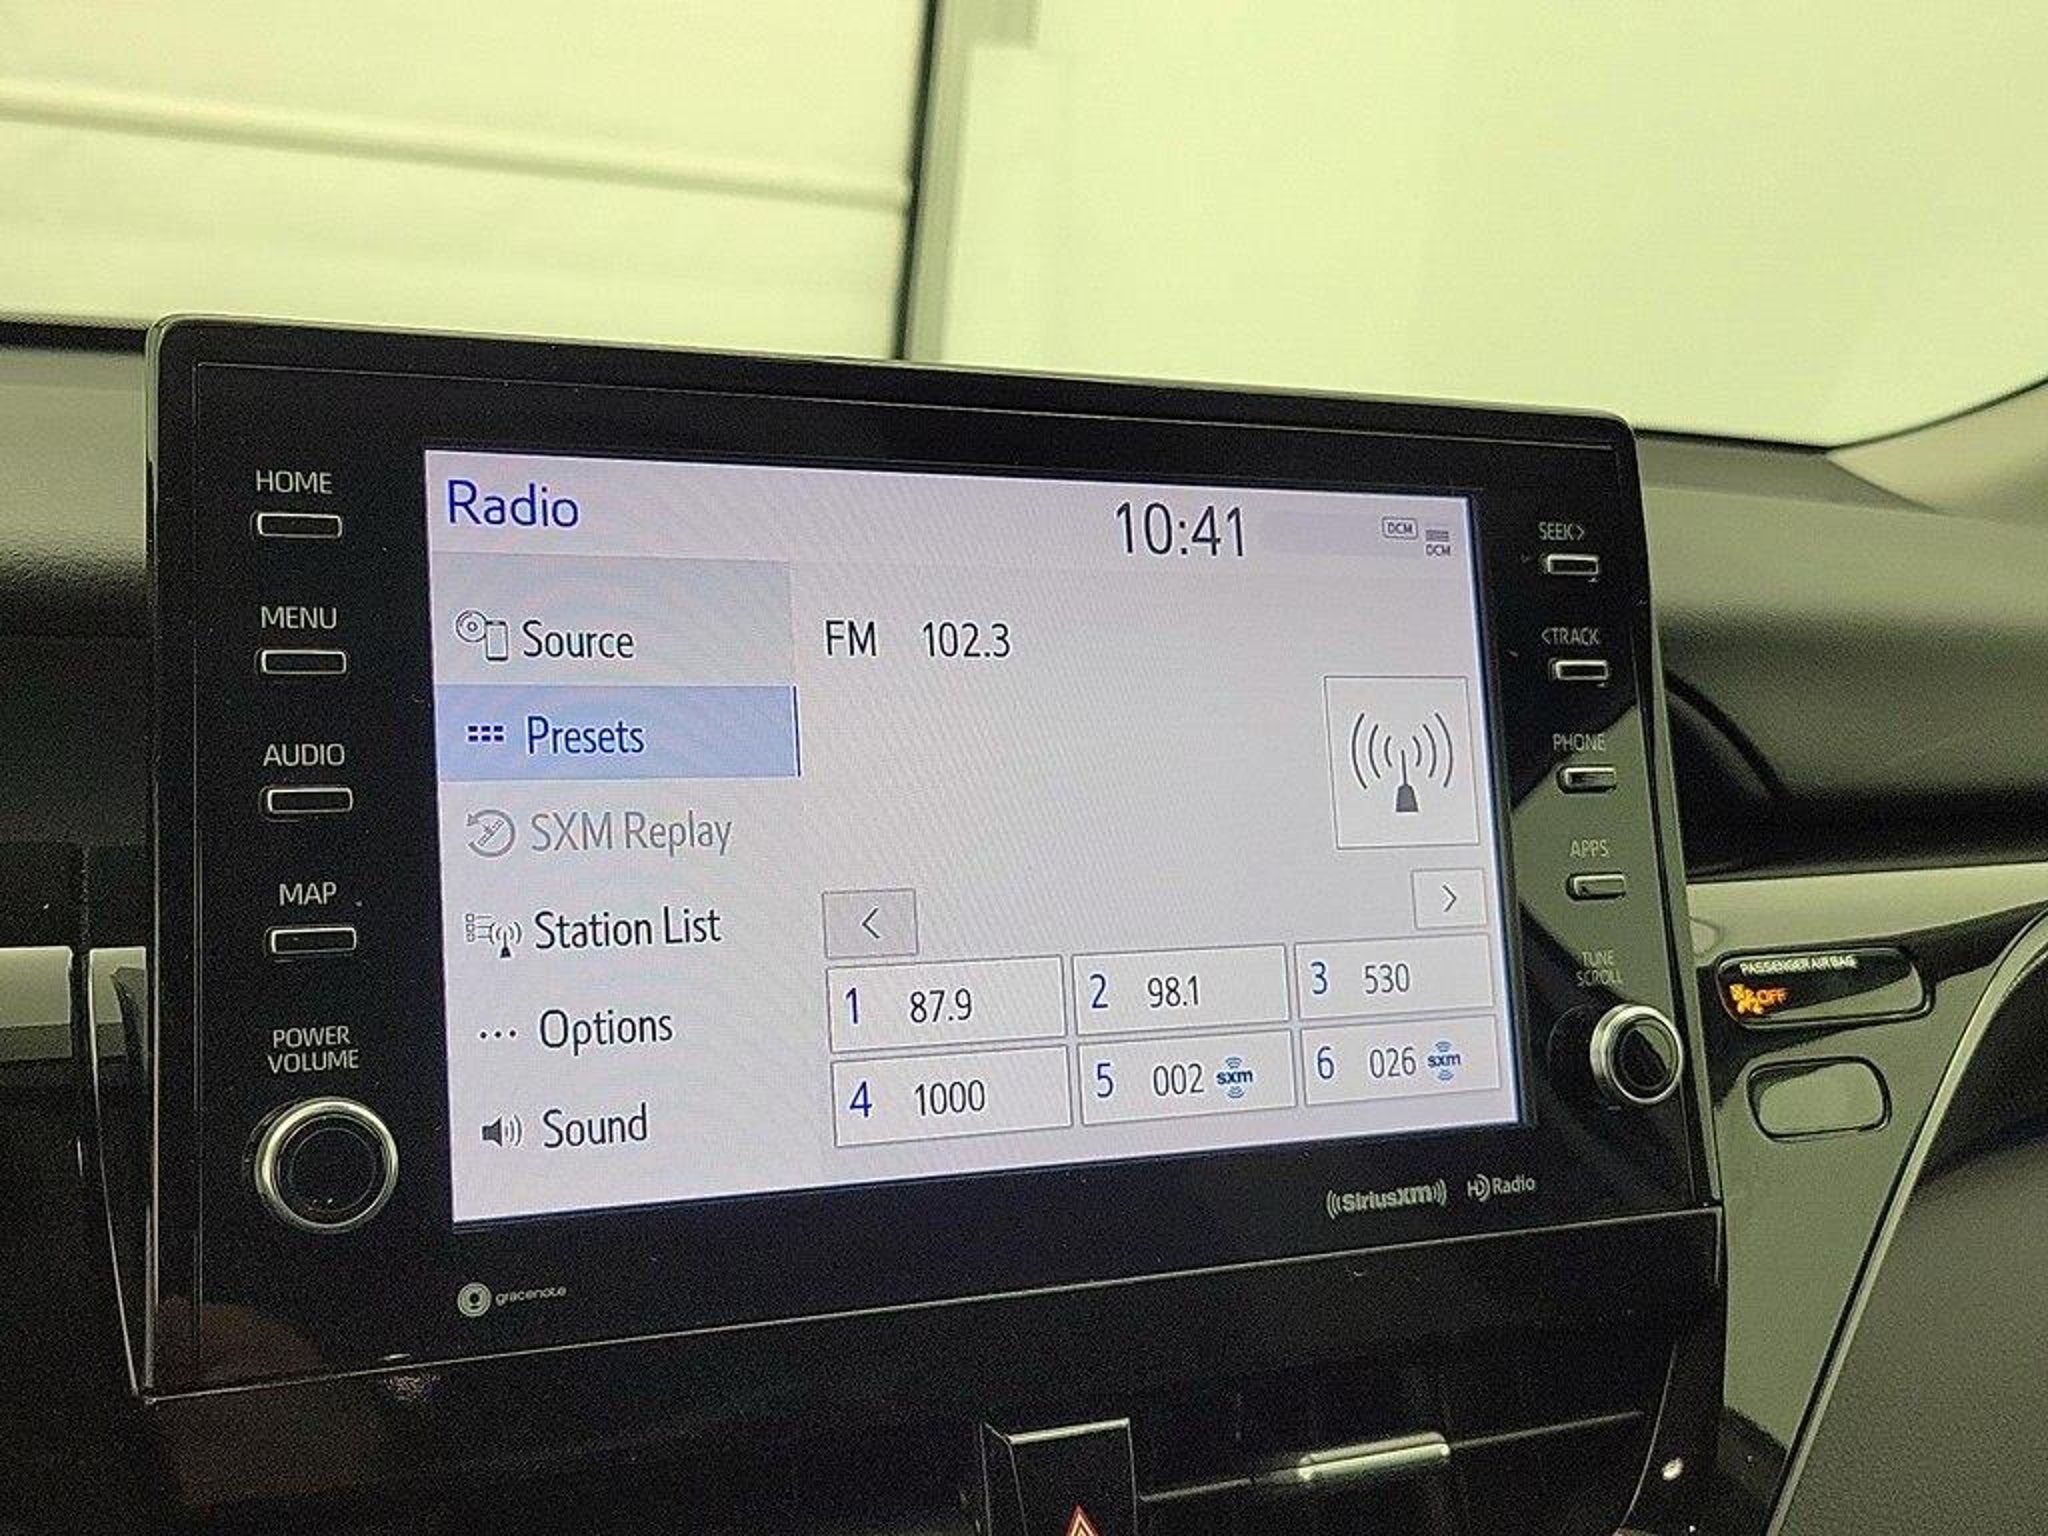 HOME
MENU
AUDIO
MAP
POWER
VOLUME
Radio
10:41
DCM
DCM
Source
Presets
SXM Replay
Station List
Options
Sound
FM 102.3
<
>
1 87.9
2 98.1
3 530
4 1000
5 002 sxm
6 026 sxm
SEEK>
<TRACK
PHONE
APPS
TUNE
SCROLL
((SiriusXM))
HD Radio
gracenote
PASSENGER AIR BAG
OFF